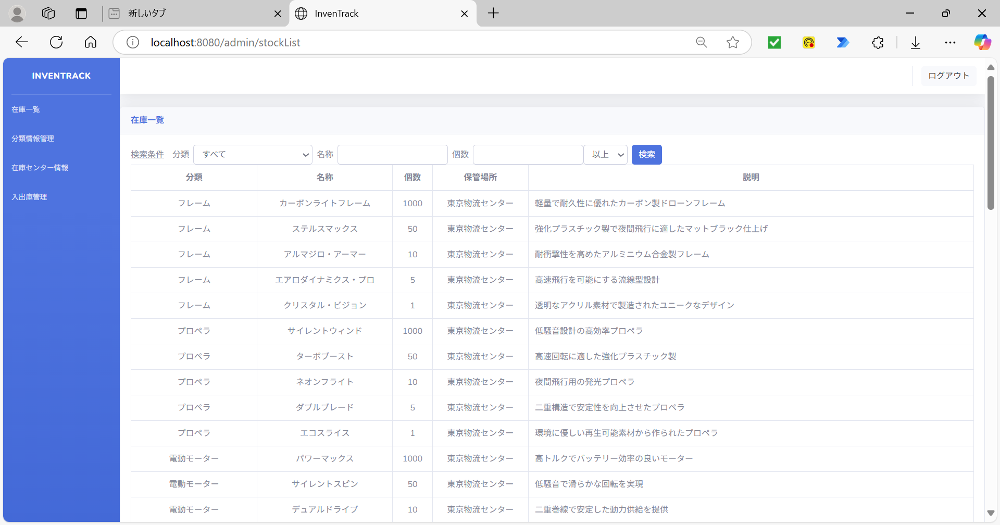 新しいタブ
InvenTrack
localhost:8080/admin/stockList
INVENTRACK
ログアウト
在庫一覧
分類情報管理
在庫センター情報
入出庫管理
在庫一覧
検索条件 分類 すべて 名称 個数 以上 検索
分類 名称 個数 保管場所 説明
フレーム カーボンライトフレーム 1000 東京物流センター 軽量で耐久性に優れたカーボン製ドローンフレーム
フレーム ステルスマックス 50 東京物流センター 強化プラスチック製で夜間飛行に適したマットブラック仕上げ
フレーム アルマジロ・アーマー 10 東京物流センター 耐衝撃性を高めたアルミニウム合金製フレーム
フレーム エアロダイナミクス・プロ 5 東京物流センター 高速飛行を可能にする流線型設計
フレーム クリスタル・ビジョン 1 東京物流センター 透明なアクリル素材で製造されたユニークなデザイン
プロペラ サイレントウィンド 1000 東京物流センター 低騒音設計の高効率プロペラ
プロペラ ターボブースト 50 東京物流センター 高速回転に適した強化プラスチック製
プロペラ ネオンフライト 10 東京物流センター 夜間飛行用の発光プロペラ
プロペラ ダブルブレード 5 東京物流センター 二重構造で安定性を向上させたプロペラ
プロペラ エコスライス 1 東京物流センター 環境に優しい再生可能素材から作られたプロペラ
電動モーター パワーマックス 1000 東京物流センター 高トルクでバッテリー効率の良いモーター
電動モーター サイレントスピン 50 東京物流センター 低騒音で滑らかな回転を実現
電動モーター デュアルドライブ 10 東京物流センター 二重巻線で安定した動力供給を提供